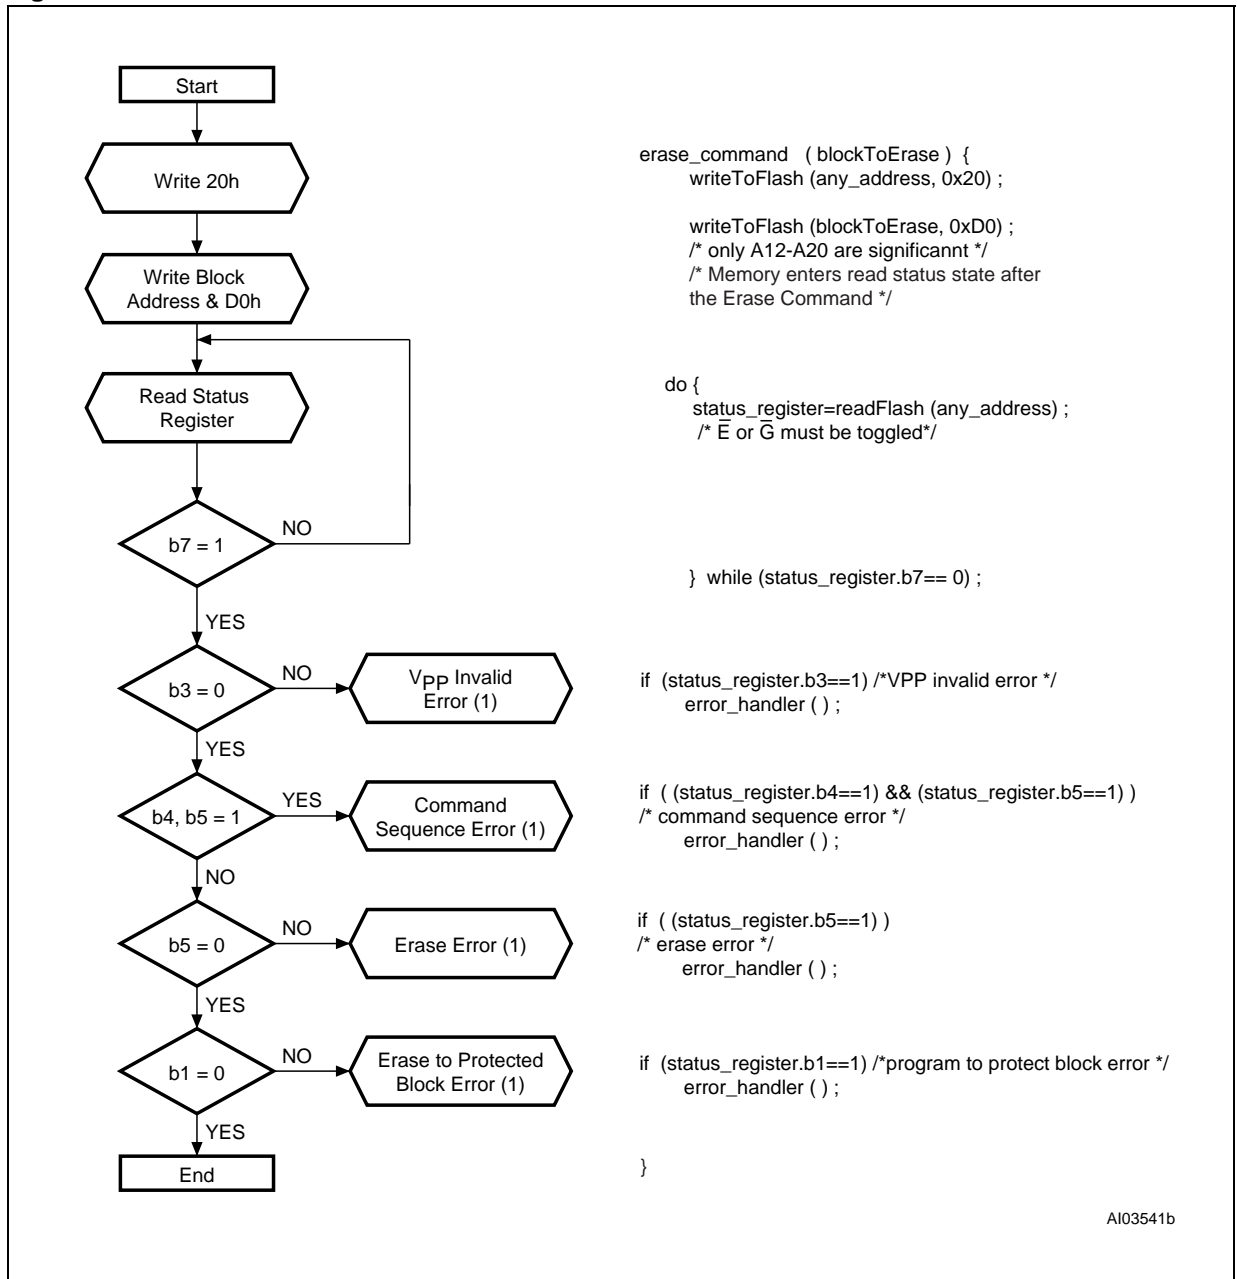 Start
Write 20h
Write Block
Address & D0h
Read Status
Register
b7 = 1
NO
YES
b3 = 0
NO
VPP Invalid
Error (1)
YES
b4, b5 = 1
YES
Command
Sequence Error (1)
NO
b5 = 0
NO
Erase Error (1)
YES
b1 = 0
NO
Erase to Protected
Block Error (1)
YES
End
erase_command ( blockToErase ) {
writeToFlash (any_address, 0x20) ;
writeToFlash (blockToErase, 0xD0) ;
/* only A12-A20 are significannt */
/* Memory enters read status state after
the Erase Command */
do {
status_register=readFlash (any_address) ;
/* E̅ or G̅ must be toggled*/
} while (status_register.b7== 0) ;
if (status_register.b3==1) /*VPP invalid error */
error_handler ( ) ;
if ( (status_register.b4==1) && (status_register.b5==1) )
/* command sequence error */
error_handler ( ) ;
if ( (status_register.b5==1) )
/* erase error */
error_handler ( ) ;
if (status_register.b1==1) /*program to protect block error */
error_handler ( ) ;
}
AI03541b